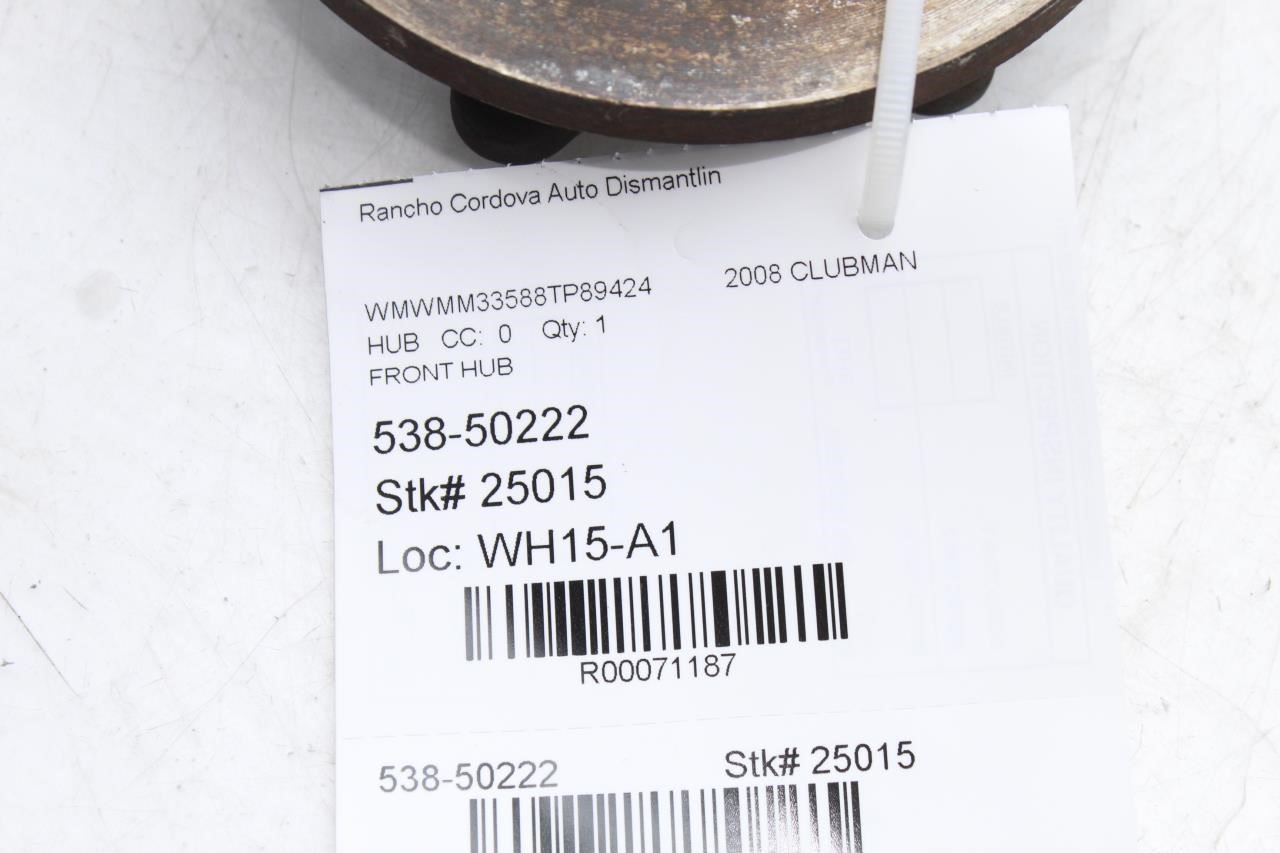 Rancho Cordova Auto Dismantlin
WMWMM33588TP89424 2008 CLUBMAN
HUB CC: 0 Qty: 1
FRONT HUB
538-50222
Stk# 25015
Loc: WH15-A1
R00071187
538-50222 Stk# 25015